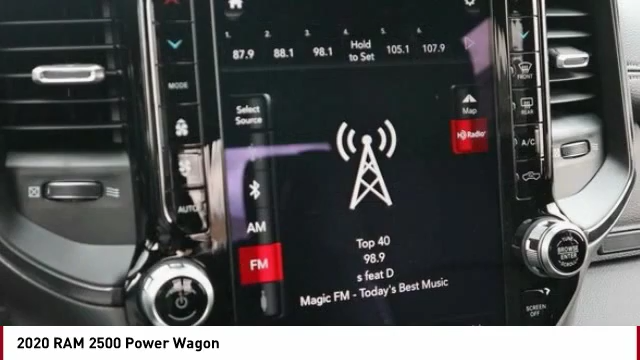 1. 2. 3. 4. 5. 6.
87.9 88.1 98.1 Hold to Set 105.1 107.9
MODE
AUTO
Select Source
AM
FM
Map
HD Radio
FRONT
REAR
A/C
Top 40
98.9
s feat D
Magic FM - Today's Best Music
TUNE
BROWSE
ENTER
SCROLL
SCREEN
OFF
2020 RAM 2500 Power Wagon